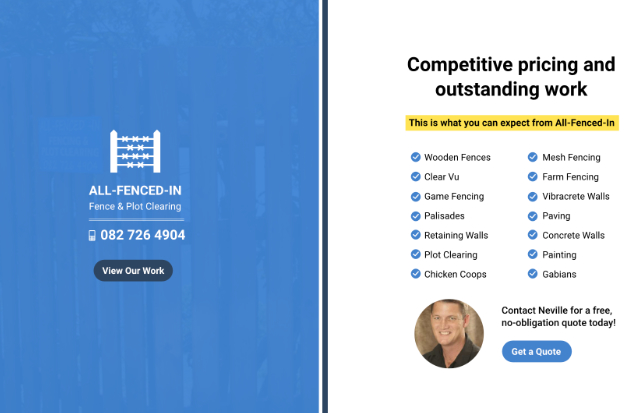 ALL-FENCED-IN
Fence & Plot Clearing
082 726 4904
View Our Work
Competitive pricing and
outstanding work
This is what you can expect from All-Fenced-In
Wooden Fences
Clear Vu
Game Fencing
Palisades
Retaining Walls
Plot Clearing
Chicken Coops
Mesh Fencing
Farm Fencing
Vibracrete Walls
Paving
Concrete Walls
Painting
Gabians
Contact Neville for a free,
no-obligation quote today!
Get a Quote